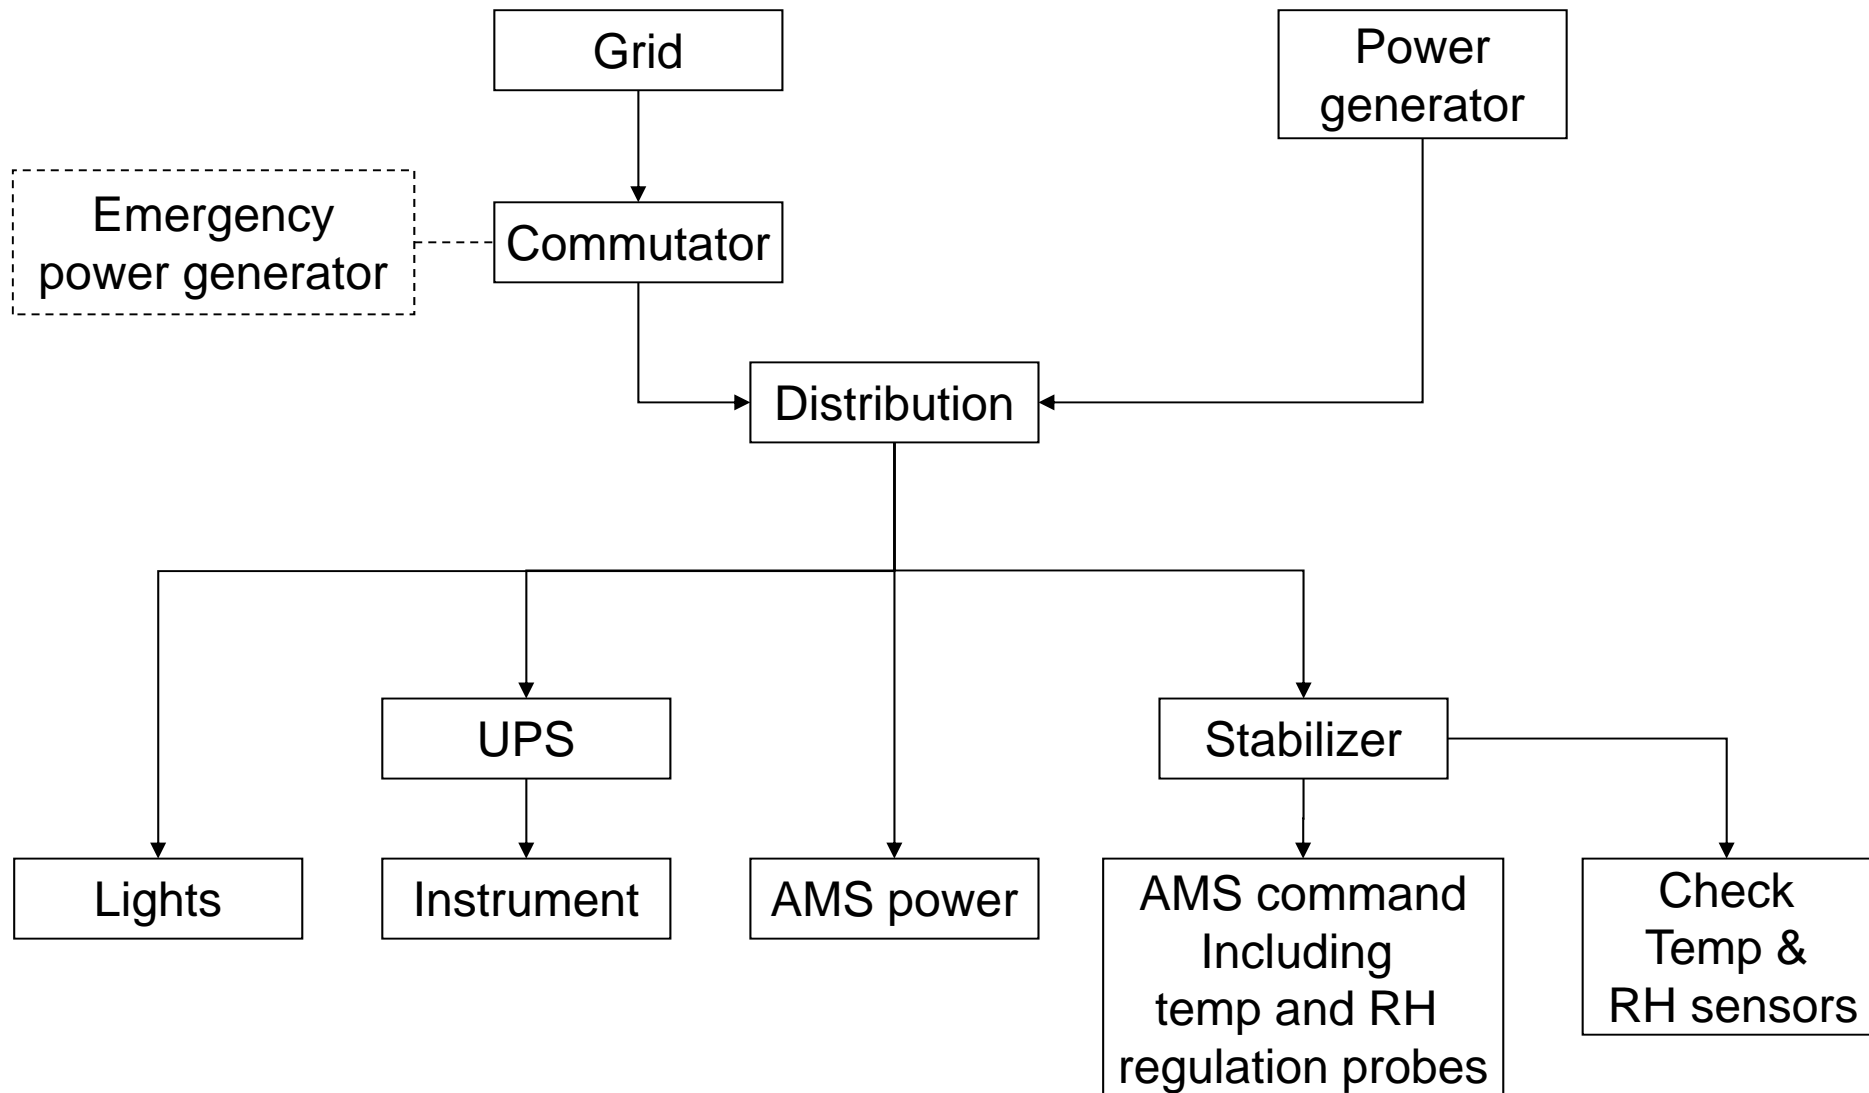 Grid
Power
generator
Emergency
power generator
Commutator
Distribution
UPS
Stabilizer
Lights
Instrument
AMS power
AMS command
Including
temp and RH
regulation probes
Check
Temp &
RH sensors